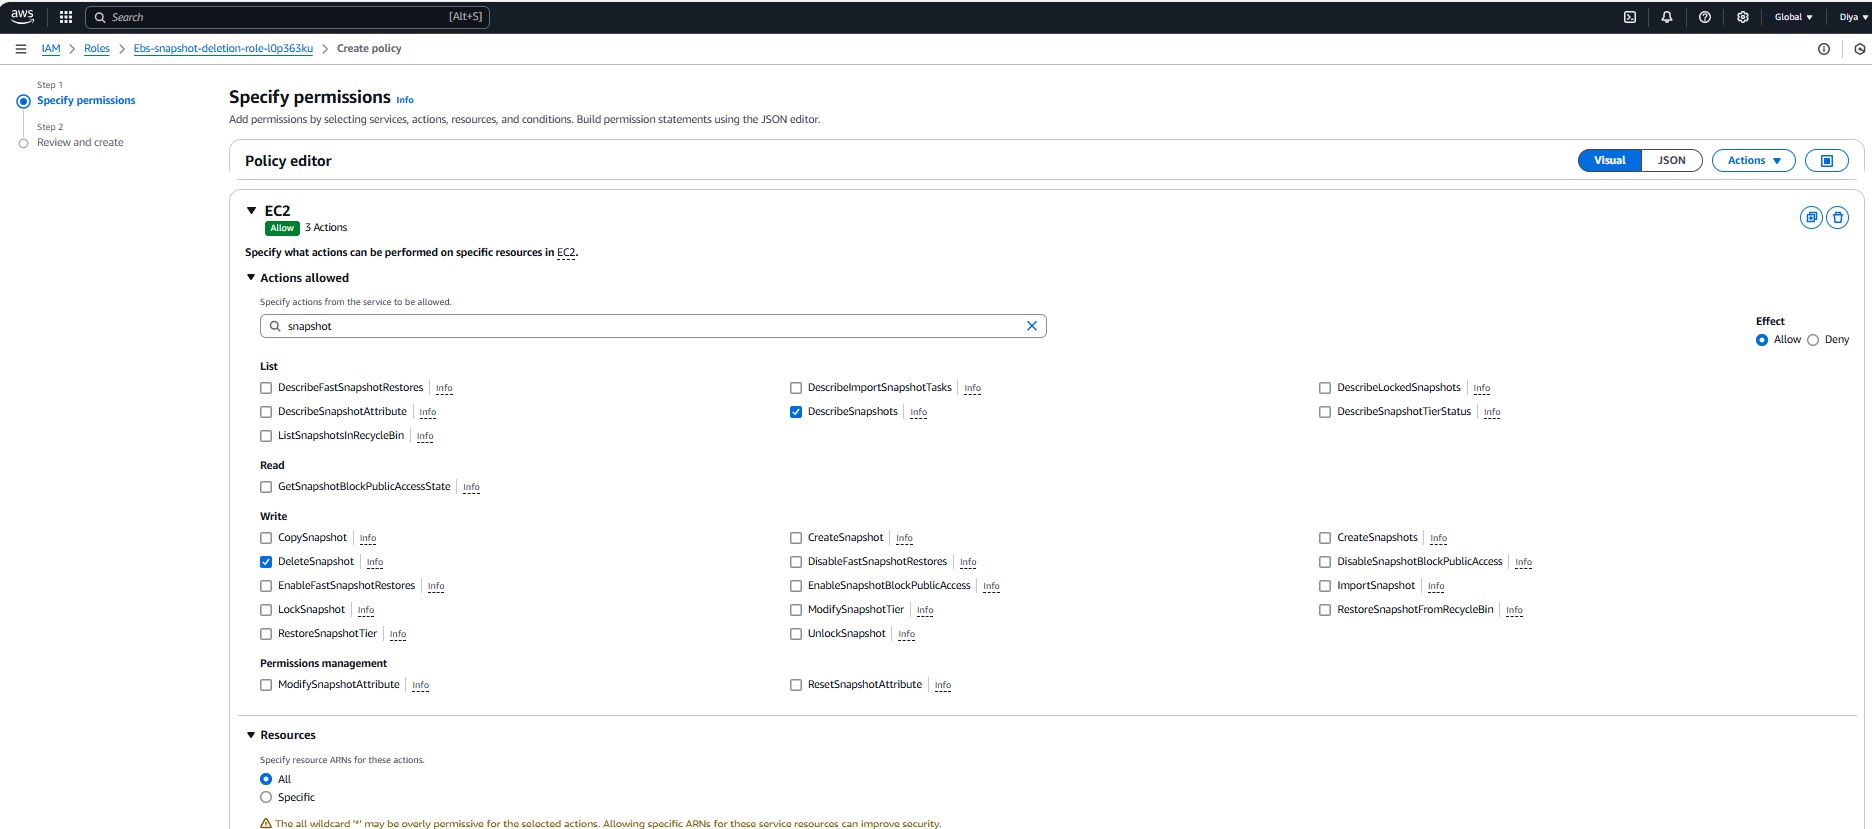 aws Search [Alt+S] Global Diya
IAM Roles Ebs-snapshot-deletion-role-l0p363ku Create policy
Step 1
Specify permissions
Step 2
Review and create
Specify permissions Info
Add permissions by selecting services, actions, resources, and conditions. Build permission statements using the JSON editor.
Policy editor Visual JSON Actions
EC2
Allow 3 Actions
Specify what actions can be performed on specific resources in EC2.
Actions allowed
Specify actions from the service to be allowed.
snapshot
Effect
Allow Deny
List
DescribeFastSnapshotRestores Info DescribeImportSnapshotTasks Info DescribeLockedSnapshots Info
DescribeSnapshotAttribute Info DescribeSnapshots Info DescribeSnapshotTierStatus Info
ListSnapshotsInRecycleBin Info
Read
GetSnapshotBlockPublicAccessState Info
Write
CopySnapshot Info CreateSnapshot Info CreateSnapshots Info
DeleteSnapshot Info DisableFastSnapshotRestores Info DisableSnapshotBlockPublicAccess Info
EnableFastSnapshotRestores Info EnableSnapshotBlockPublicAccess Info ImportSnapshot Info
LockSnapshot Info ModifySnapshotTier Info RestoreSnapshotFromRecycleBin Info
RestoreSnapshotTier Info UnlockSnapshot Info
Permissions management
ModifySnapshotAttribute Info ResetSnapshotAttribute Info
Resources
Specify resource ARNs for these actions.
All
Specific
The all wildcard '*' may be overly permissive for the selected actions. Allowing specific ARNs for these service resources can improve security.